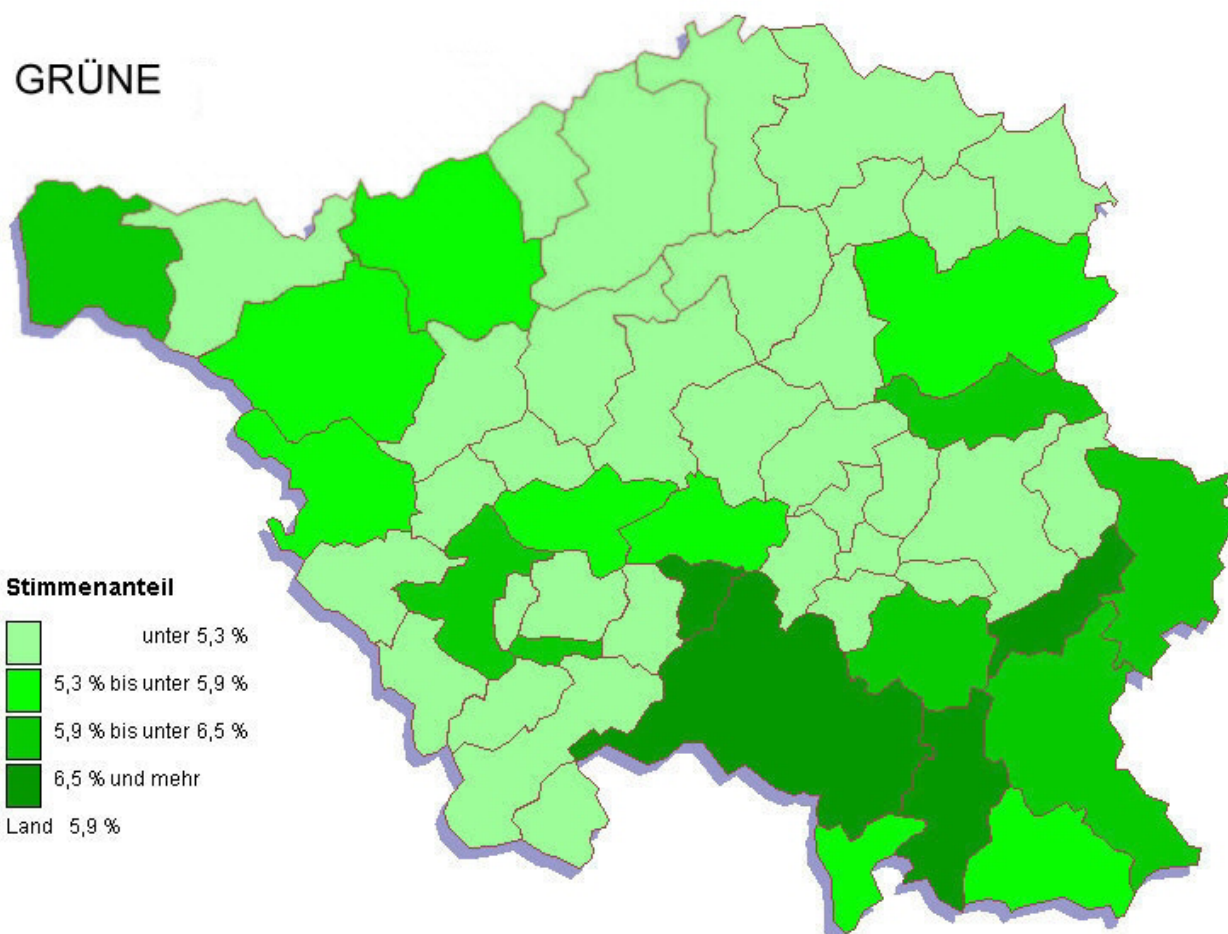 GRÜNE
Stimmenanteil
unter 5,3 %
5,3 % bis unter 5,9 %
5,9 % bis unter 6,5 %
6,5 % und mehr
Land 5,9 %